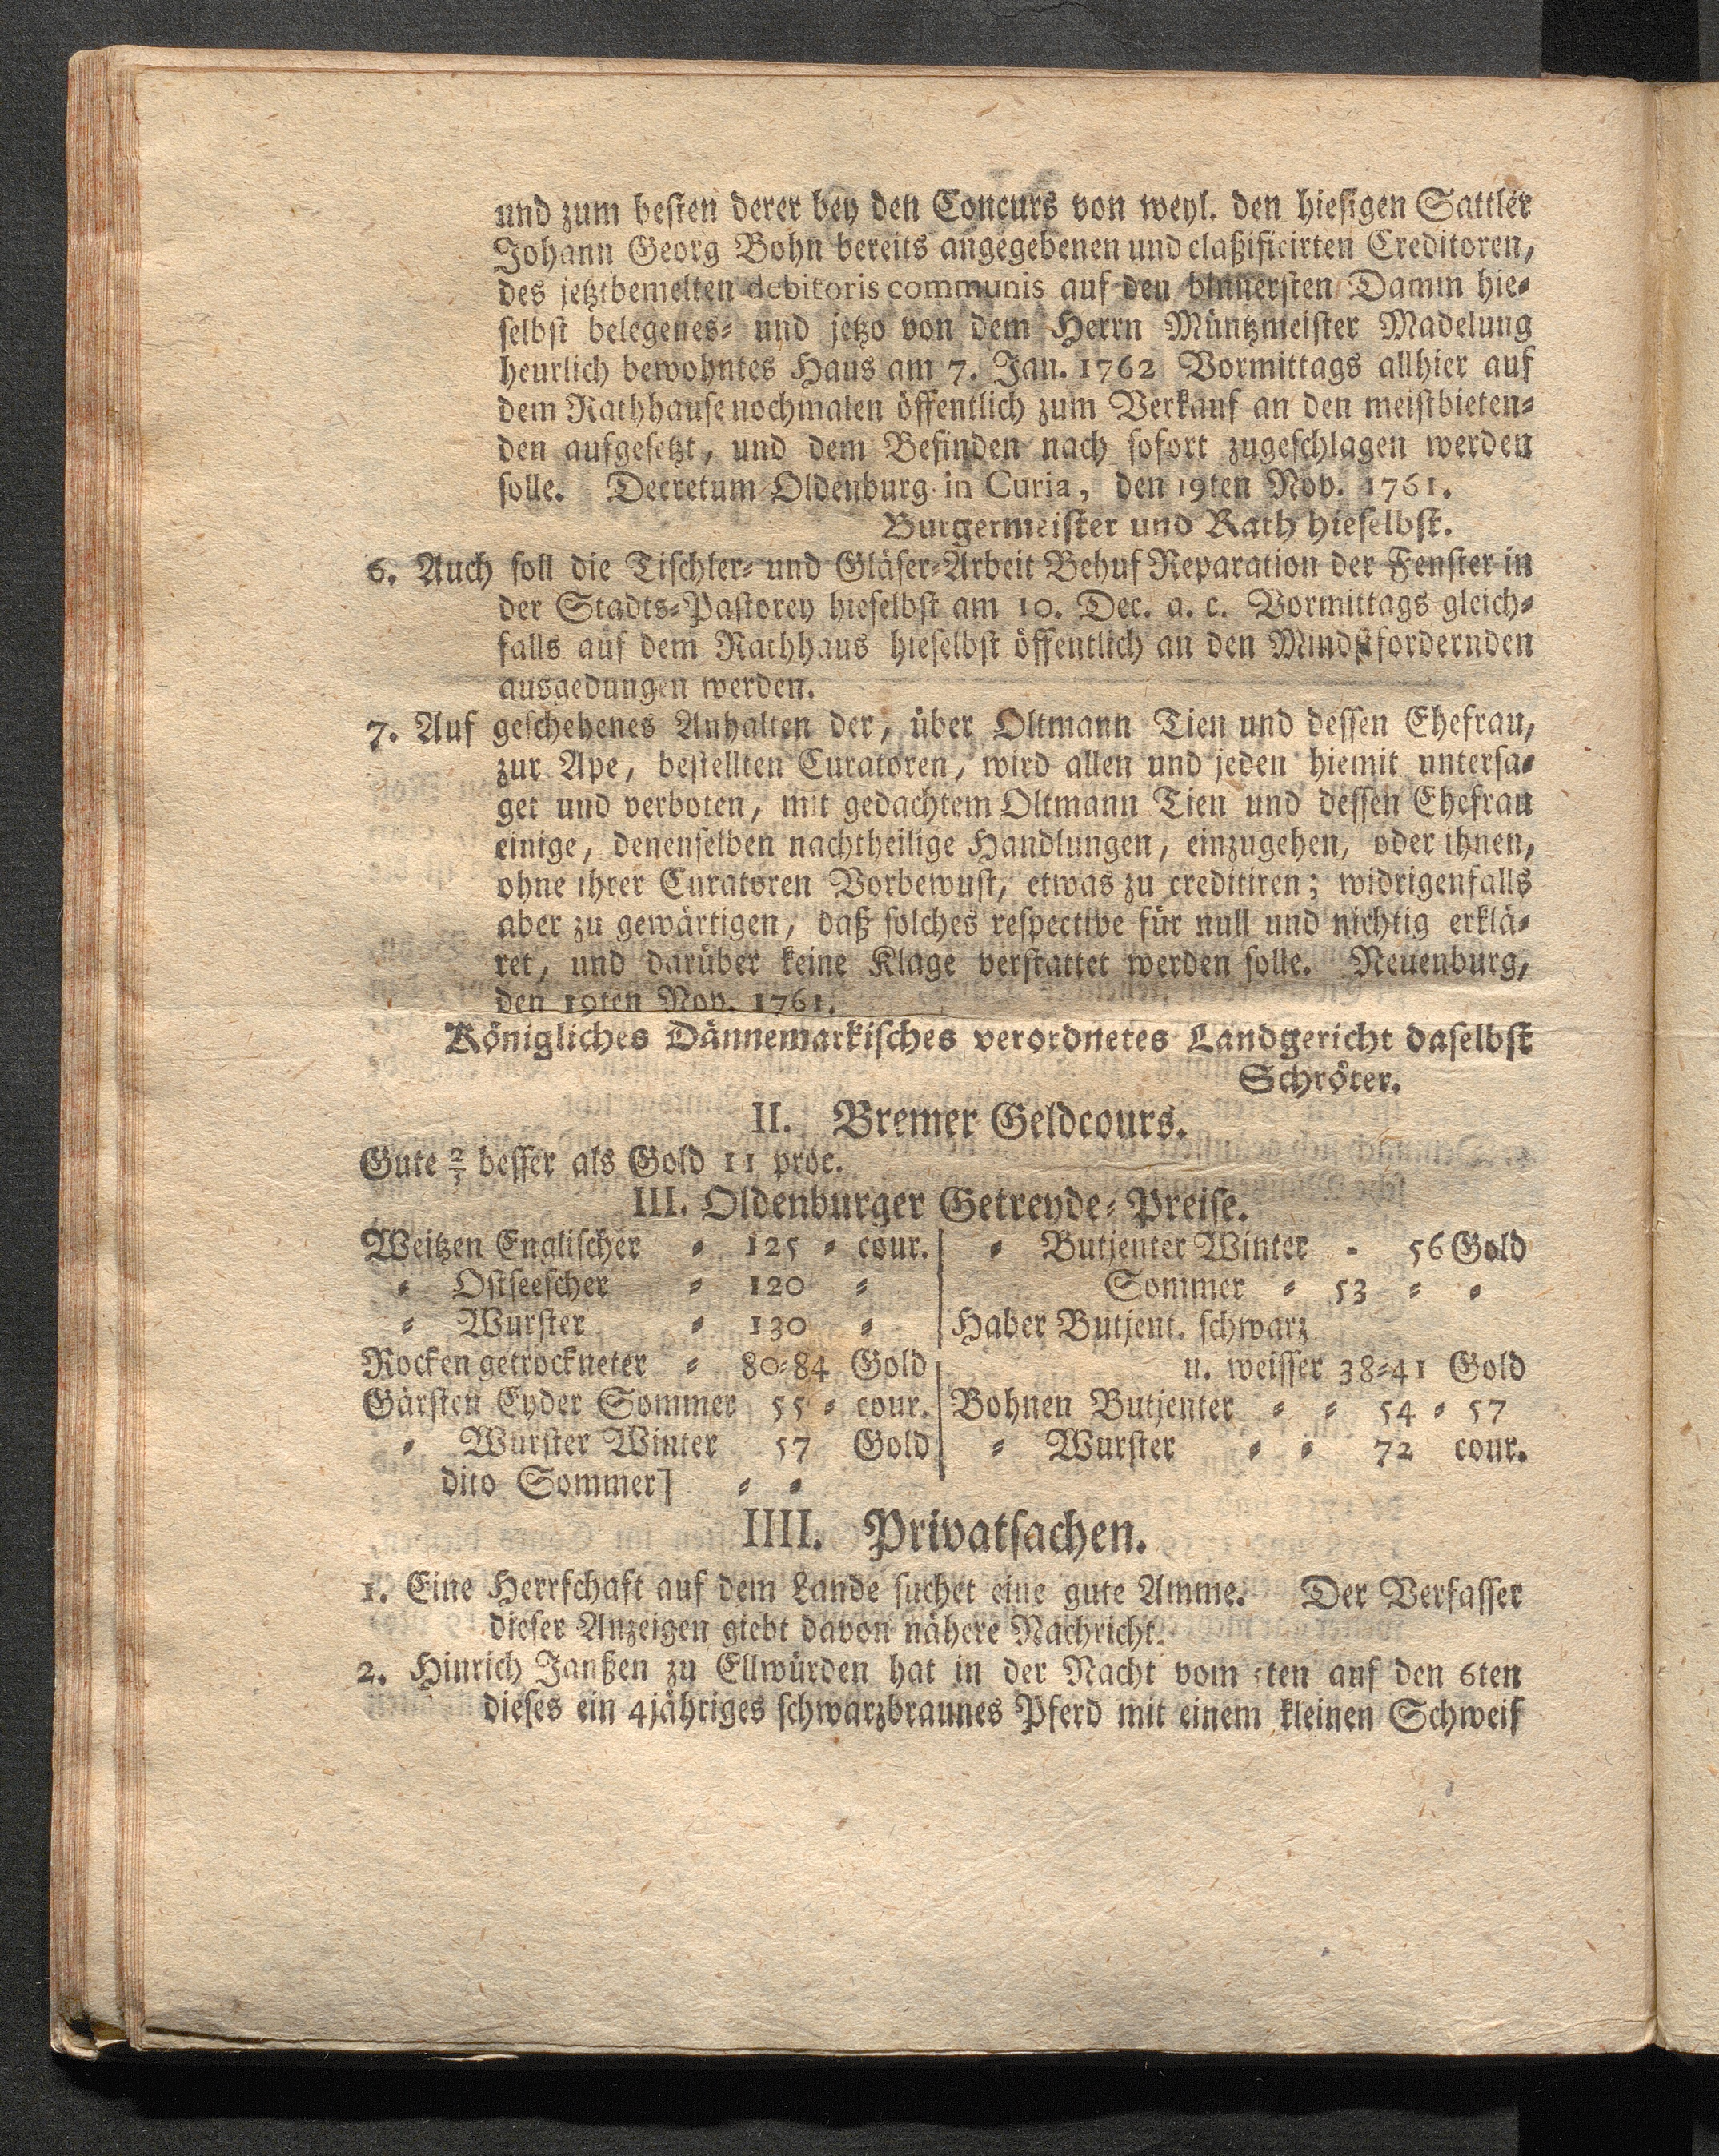 und zum besten derer bey den Concurs von weyl. den hiesigen Sattler
Johann Georg Bohn bereits angegebenen und claßificirten Creditoren,
des jetztbemelten debitoris communis auf den binnersten Damm hie-
selbst belegenes- und jetzo von dem Herrn Müntzmeister Madelung
heurlich bewohntes Haus am 7. Jan. 1762 Vormittags allhier auf
dem Rathhause nochmalen öffentlich zum Verkauf an den meistbieten-
den aufgesetzt, und dem Befinden nach sofort zugeschlagen werden
solle. Decretum Oldenburg in Curia, den 19ten Nov. 1761.
Burgermeister und Rath hieselbst.
6. Auch soll die Tischler- und Gläser-Arbeit Behuf Reparation der Fenster in
der Stadts-Pastorey hieselbst am 10. Dec. a. c. Vormittags gleich-
falls auf dem Rathhaus hieselbst öffentlich an den Mindstfordernden
ausgedungen werden.
7. Auf geschehenes Anhalten der, über Oltmann Tien und dessen Ehefrau,
zur Ape, bestellten Curatoren, wird allen und jeden hiemit untersa-
get und verboten, mit gedachtem Oltmann Tien und dessen Ehefrau
einige, denenselben nachtheilige Handlungen, einzugehen, oder ihnen,
ohne ihrer Curatoren Vorbewust, etwas zu creditiren; widrigenfalls
aber zu gewärtigen, daß solches respective für null und nichtig erklä-
ret, und darüber keine Klage verstattet werden solle. Neuenburg,
den 19ten Nov. 1761.
Königliches Dännemarkisches verordnetes Landgericht daselbst
Schröter.
II. Bremer Geldcours.
Gute 2/3 besser als Gold 11 proc.
III. Oldenburger Getreyde-Preise.
Weitzen Englischer - 125 - cour.
- Ostseescher - 120 -
- Wurster - 130 -
Rocken getrockneter - 80-84 Gold
Gärsten Eyder Sommer 55 - cour.
- Wurster Winter 57 Gold
dito Sommer] - -
- Butjenter Winter - 56 Gold
Sommer - 53 - -
Haber Butjent. schwarz
u. weisser 38-41 Gold
Bohnen Butjenter - - 54 - 57
- Wurster - - 72 cour.
IIII. Privatsachen.
1. Eine Herrschaft auf dem Lande suchet eine gute Amme. Der Verfasser
dieser Anzeigen giebt davon nähere Nachricht.
2. Hinrich Janßen zu Ellwürden hat in der Nacht vom 5ten auf den 6ten
dieses ein 4jähriges schwarzbraunes Pferd mit einem kleinen Schweif